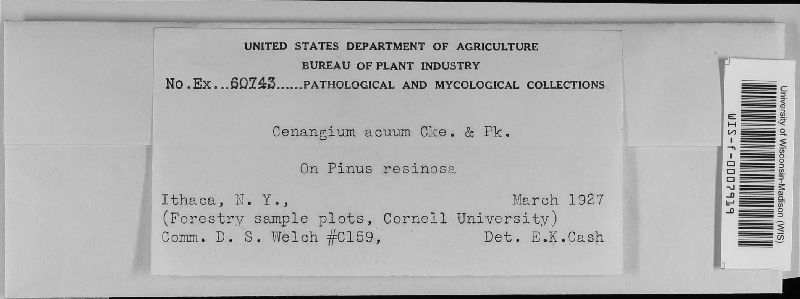 UNITED STATES DEPARTMENT OF AGRICULTURE
BUREAU OF PLANT INDUSTRY
No.Ex...60743......PATHOLOGICAL AND MYCOLOGICAL COLLECTIONS
Cenangium acuum Cke. & Pk.
On Pinus resinosa
Ithaca, N. Y., March 1927
(Forestry sample plots, Cornell University)
Comm. D. S. Welch #C159, Det. E.K.Cash
University of Wisconsin-Madison (WIS)
WIS-f-0007919